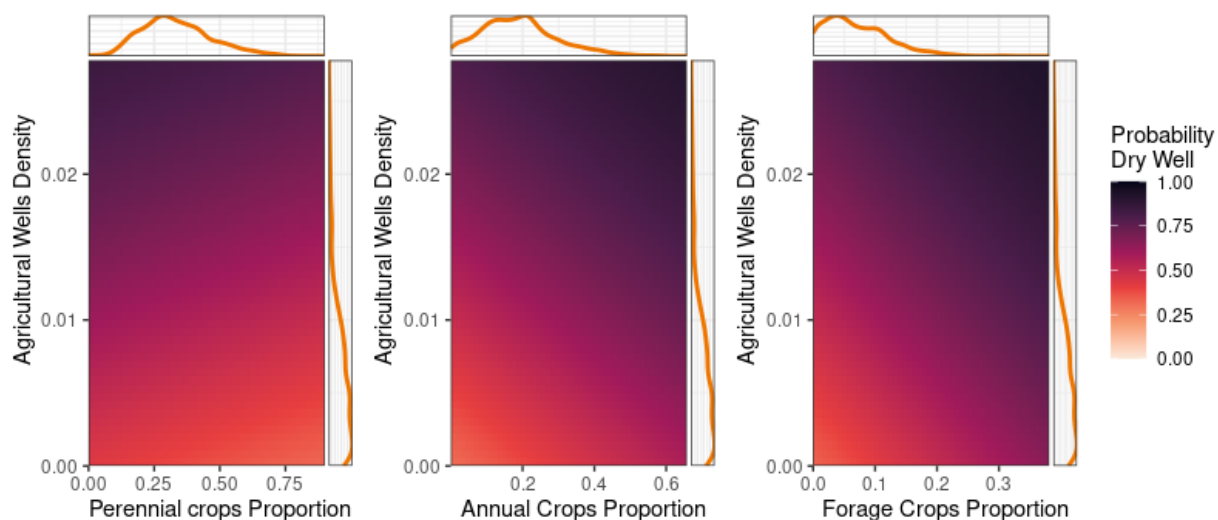 Agricultural Wells Density
0.02
0.01
0.00
0.00 0.25 0.50 0.75
Perennial crops Proportion
Agricultural Wells Density
0.02
0.01
0.00
0.2 0.4 0.6
Annual Crops Proportion
Agricultural Wells Density
0.02
0.01
0.00
0.0 0.1 0.2 0.3
Forage Crops Proportion
Probability
Dry Well
1.00
0.75
0.50
0.25
0.00